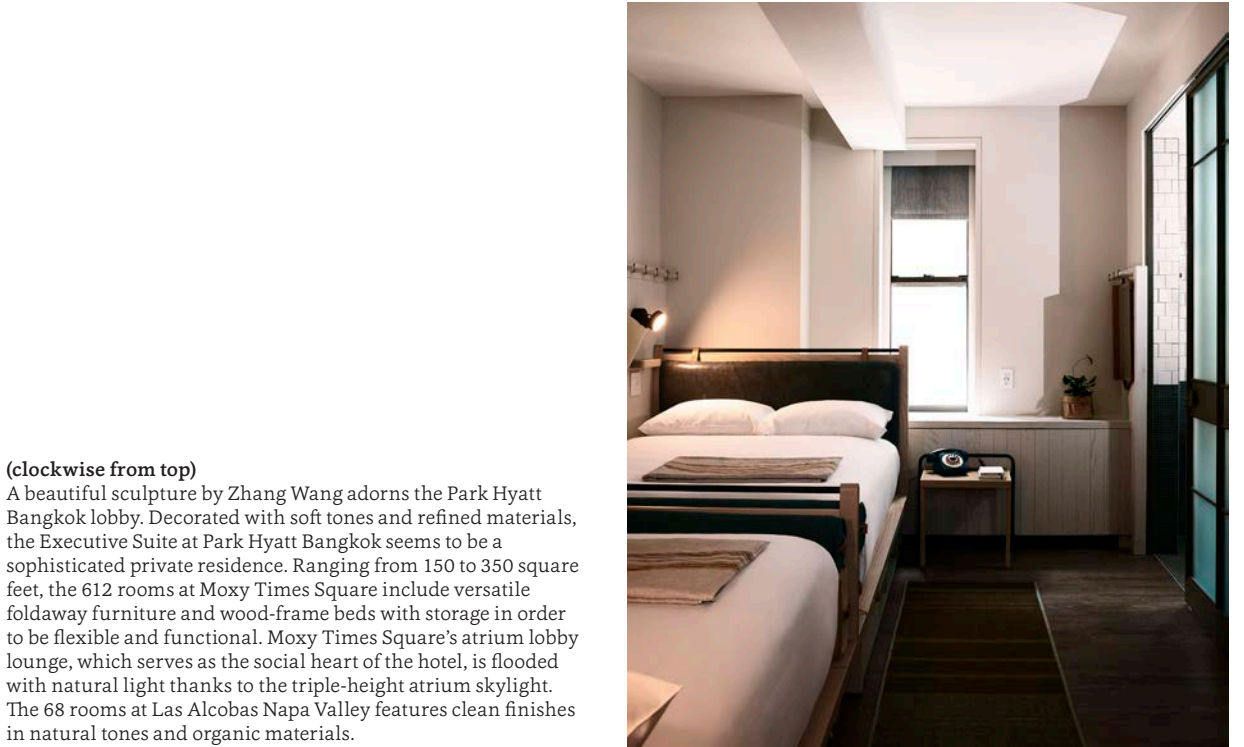 (clockwise from top)
A beautiful sculpture by Zhang Wang adorns the Park Hyatt
Bangkok lobby. Decorated with soft tones and refined materials,
the Executive Suite at Park Hyatt Bangkok seems to be a
sophisticated private residence. Ranging from 150 to 350 square
feet, the 612 rooms at Moxy Times Square include versatile
foldaway furniture and wood-frame beds with storage in order
to be flexible and functional. Moxy Times Square’s atrium lobby
lounge, which serves as the social heart of the hotel, is flooded
with natural light thanks to the triple-height atrium skylight.
The 68 rooms at Las Alcobas Napa Valley features clean finishes
in natural tones and organic materials.